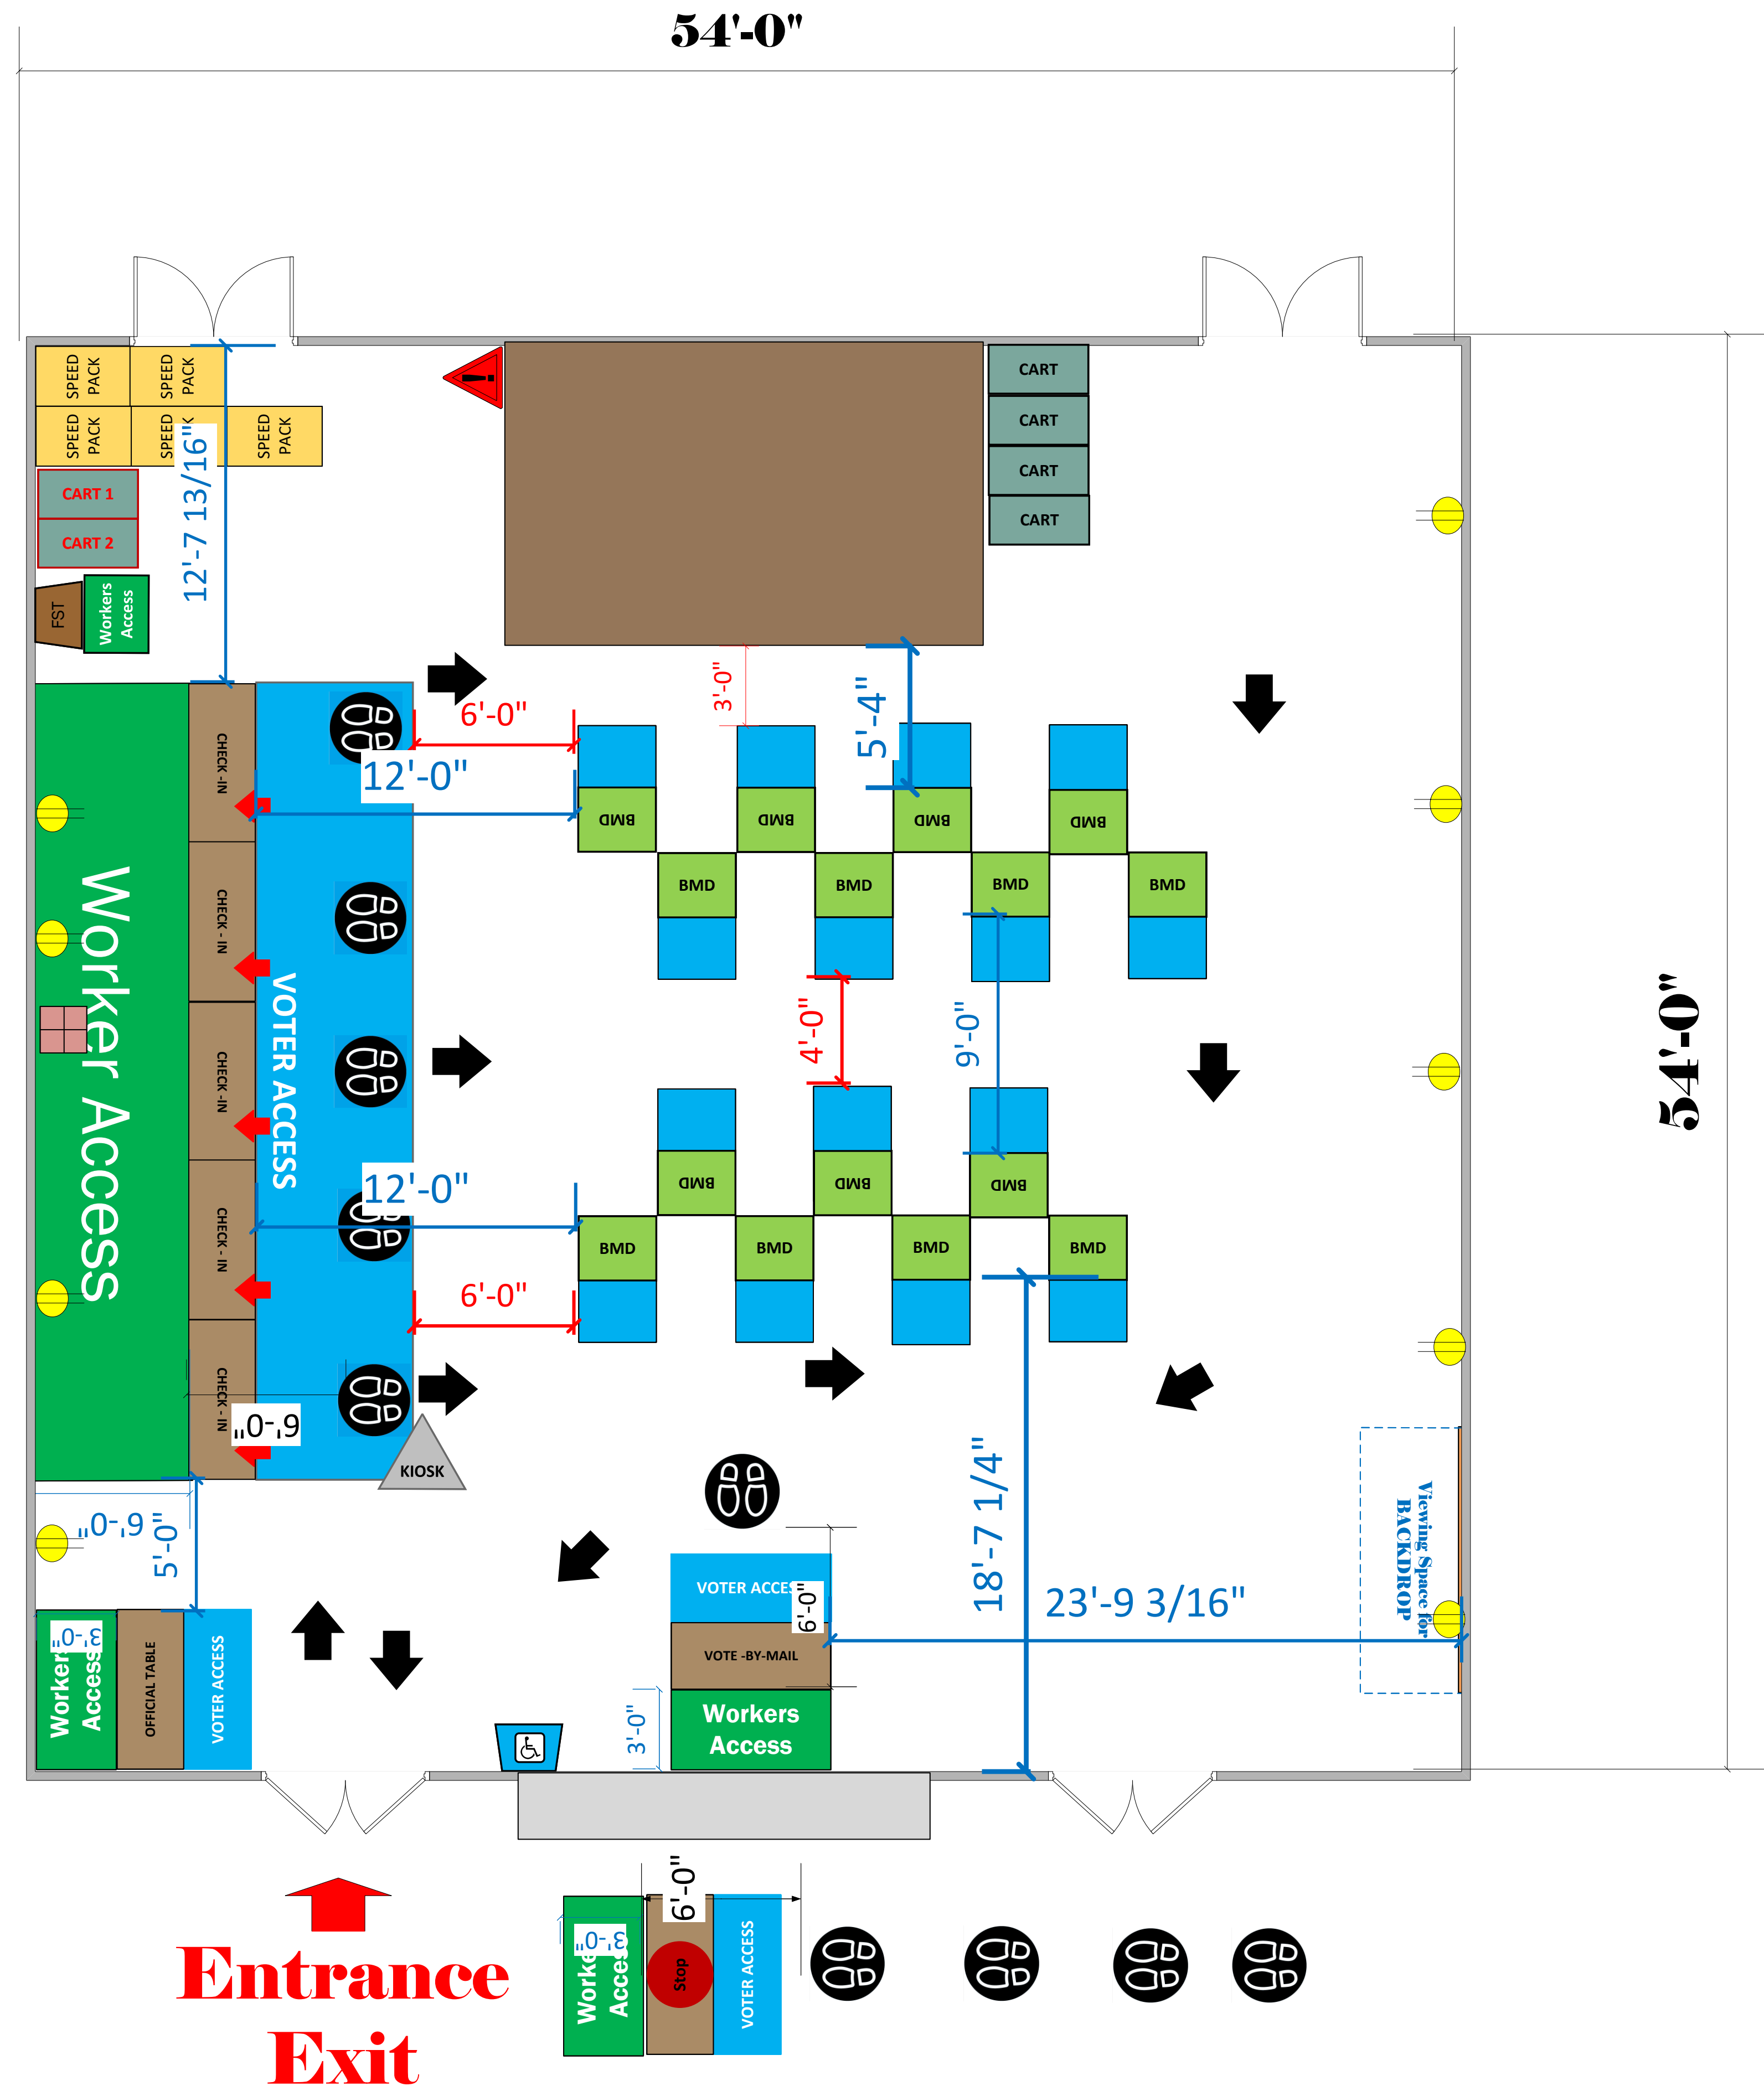 54'-0"
SPEED
PACK
SPEED
PACK
SPEED
PACK
SPEED
PACK
SPEED
PACK
12'-7 13/16"
CART 1
CART 2
FST
Workers
Access
CART
CART
CART
CART
3'-0"
5'-4"
6'-0"
12'-0"
CHECK -IN
CHECK - IN
CHECK -IN
CHECK - IN
CHECK - IN
Worker Access
VOTER ACCESS
BMD
BMD
BMD
BMD
BMD
BMD
BMD
BMD
4'-0"
9'-0"
54'-0"
BMD
BMD
BMD
12'-0"
BMD
BMD
BMD
BMD
6'-0"
6'-0"
KIOSK
6'-0"
5'-0"
18'-7 1/4"
23'-9 3/16"
Viewing Space for
BACKDROP
VOTER ACCESS
6'-0"
VOTE -BY-MAIL
3'-0"
Workers
Access
3'-0"
Workers
Access
OFFICIAL TABLE
VOTER ACCESS
6'-0"
3'-0"
Workers
Access
Stop
VOTER ACCESS
Entrance
Exit